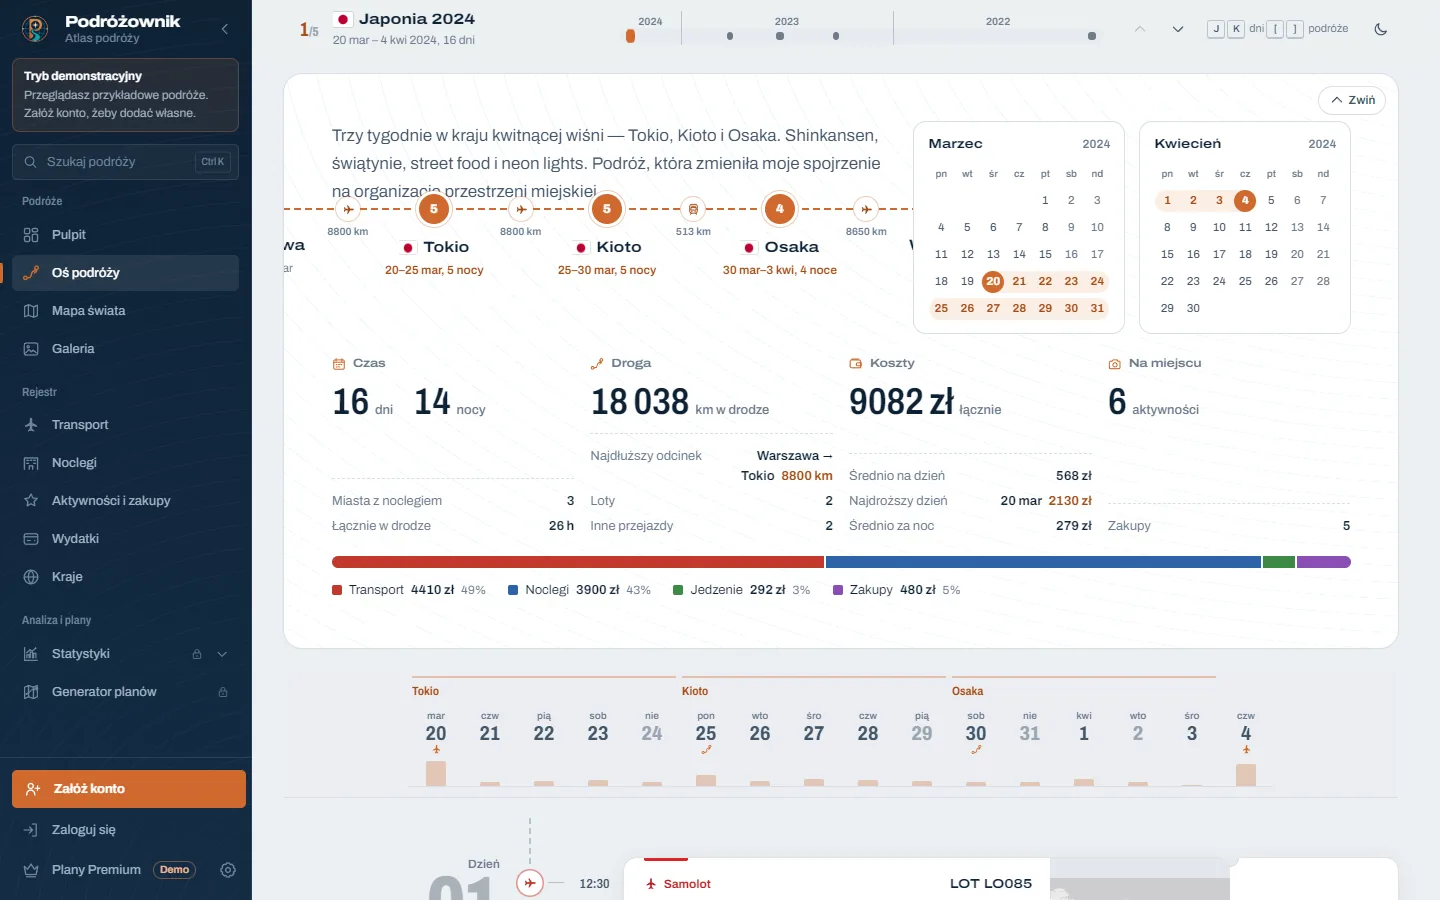 Podróżownik
Atlas podróży
Tryb demonstracyjny
Przeglądasz przykładowe podróże.
Załóż konto, żeby dodać własne.
Szukaj podróży
Ctrl K
Podróże
Pulpit
Oś podróży
Mapa świata
Galeria
Rejestr
Transport
Noclegi
Aktywności i zakupy
Wydatki
Kraje
Analiza i plany
Statystyki
Generator planów
Załóż konto
Zaloguj się
Plany Premium Demo
1/5
Japonia 2024
20 mar – 4 kwi 2024, 16 dni
2024 2023 2022
J K dni [ ] podróże
Zwiń
Trzy tygodnie w kraju kwitnącej wiśni — Tokio, Kioto i Osaka. Shinkansen,
świątynie, street food i neon lights. Podróż, która zmieniła moje spojrzenie
na organizację przestrzeni miejskiej.
5 5 4
8800 km 8800 km 513 km 8650 km
wa Tokio Kioto Osaka
ar 20–25 mar, 5 nocy 25–30 mar, 5 nocy 30 mar–3 kwi, 4 noce
Marzec 2024
pn wt śr cz pt sb nd
1 2 3
4 5 6 7 8 9 10
11 12 13 14 15 16 17
18 19 20 21 22 23 24
25 26 27 28 29 30 31
Kwiecień 2024
pn wt śr cz pt sb nd
1 2 3 4 5 6 7
8 9 10 11 12 13 14
15 16 17 18 19 20 21
22 23 24 25 26 27 28
29 30
Czas
16 dni 14 nocy
Miasta z noclegiem 3
Łącznie w drodze 26 h
Droga
18 038 km w drodze
Najdłuższy odcinek Warszawa →
Tokio 8800 km
Loty 2
Inne przejazdy 2
Koszty
9082 zł łącznie
Średnio na dzień 568 zł
Najdroższy dzień 20 mar 2130 zł
Średnio za noc 279 zł
Na miejscu
6 aktywności
Zakupy 5
Transport 4410 zł 49% Noclegi 3900 zł 43% Jedzenie 292 zł 3% Zakupy 480 zł 5%
Tokio Kioto Osaka
mar czw pią sob nie pon wto śro czw pią sob nie kwi wto śro czw
20 21 22 23 24 25 26 27 28 29 30 31 1 2 3 4
Dzień
01
12:30
Samolot LOT LO085